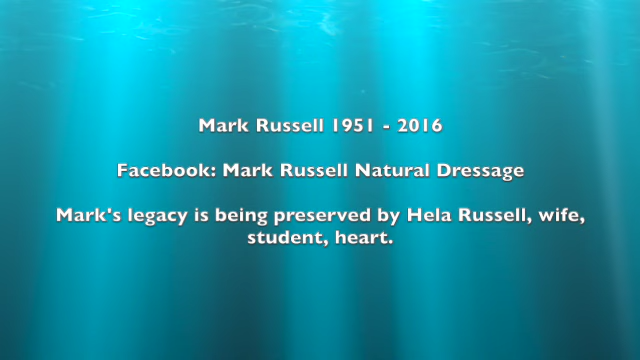 Mark Russell 1951 - 2016
Facebook: Mark Russell Natural Dressage
Mark's legacy is being preserved by Hela Russell, wife,
student, heart.